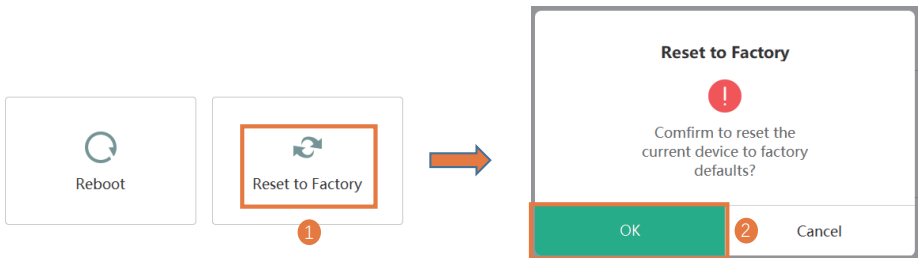 Reboot
Reset to Factory
1
Reset to Factory
!
Comfirm to reset the
current device to factory
defaults?
OK
2
Cancel